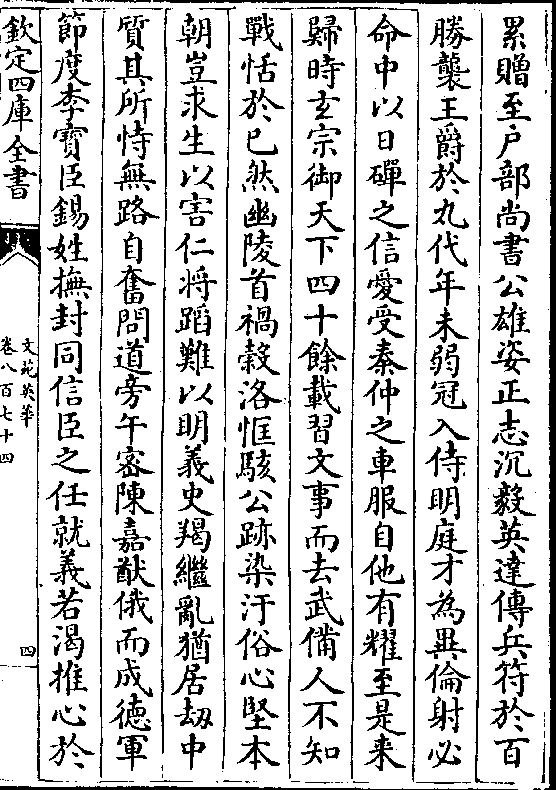 累贈至户部尚書公雄姿正志沉毅英達傳兵符於百
勝襲王爵於九代年未弱冠入侍明庭才為異倫射必
命中以日磾之信愛受秦仲之車服自他有耀至是来
歸時玄宗御天下四十餘載習文事而去武備人不知
戰恬於已然幽陵首禍榖洛恇駭公跡染汙俗心堅本
朝豈求生以害仁将蹈難以明義史羯繼亂猶居刼中
質其所恃無路自奮問道旁午密陳嘉猷俄而成徳軍
節度李寶臣錫姓撫封同信臣之任就義若渴推心於
欽定四庫全書
文苑英華
卷八百七十四
四